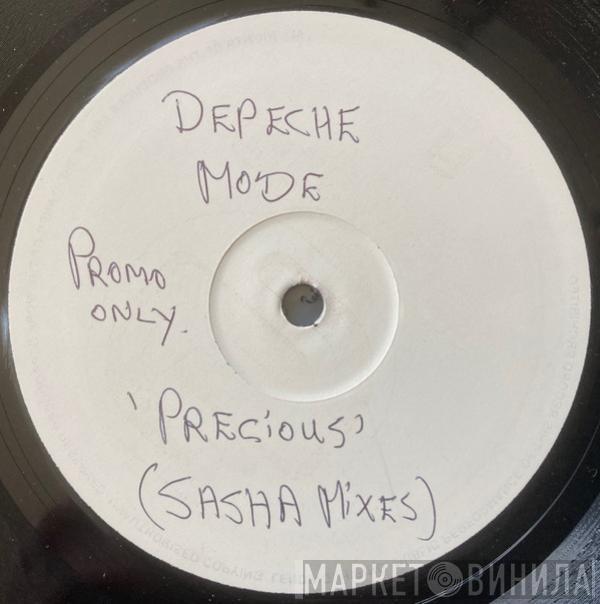 DEPECHE
MODE
PROMO
ONLY.
'PRECIOUS'
(SASHA MIXES)
МАРКЕТ ВИНИЛА